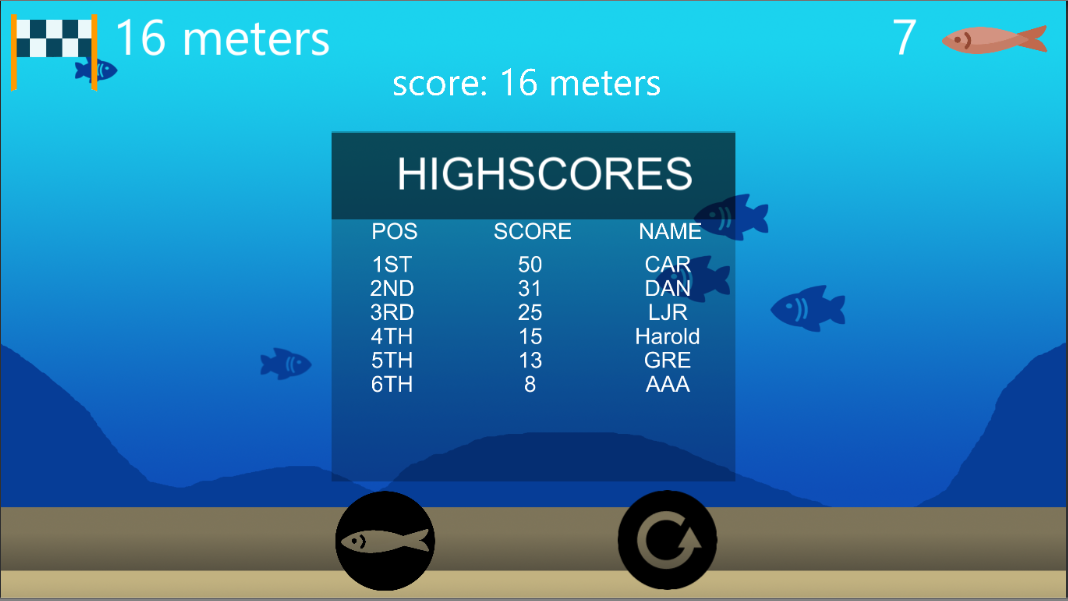 16 meters
7
score: 16 meters
HIGHSCORES
POS SCORE NAME
1ST 50 CAR
2ND 31 DAN
3RD 25 LJR
4TH 15 Harold
5TH 13 GRE
6TH 8 AAA